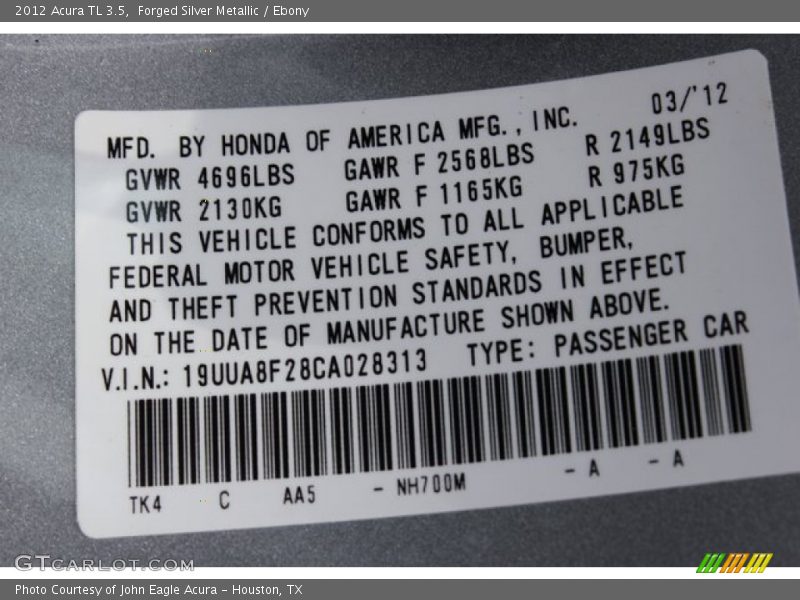 2012 Acura TL 3.5, Forged Silver Metallic / Ebony
MFD. BY HONDA OF AMERICA MFG., INC. 03/'12
GVWR 4696LBS GAWR F 2568LBS R 2149LBS
GVWR 2130KG GAWR F 1165KG R 975KG
THIS VEHICLE CONFORMS TO ALL APPLICABLE
FEDERAL MOTOR VEHICLE SAFETY, BUMPER,
AND THEFT PREVENTION STANDARDS IN EFFECT
ON THE DATE OF MANUFACTURE SHOWN ABOVE.
V.I.N.: 19UUA8F28CA028313 TYPE: PASSENGER CAR
TK4 C AA5 - NH700M - A - A
GTCARLOT.COM
Photo Courtesy of John Eagle Acura - Houston, TX